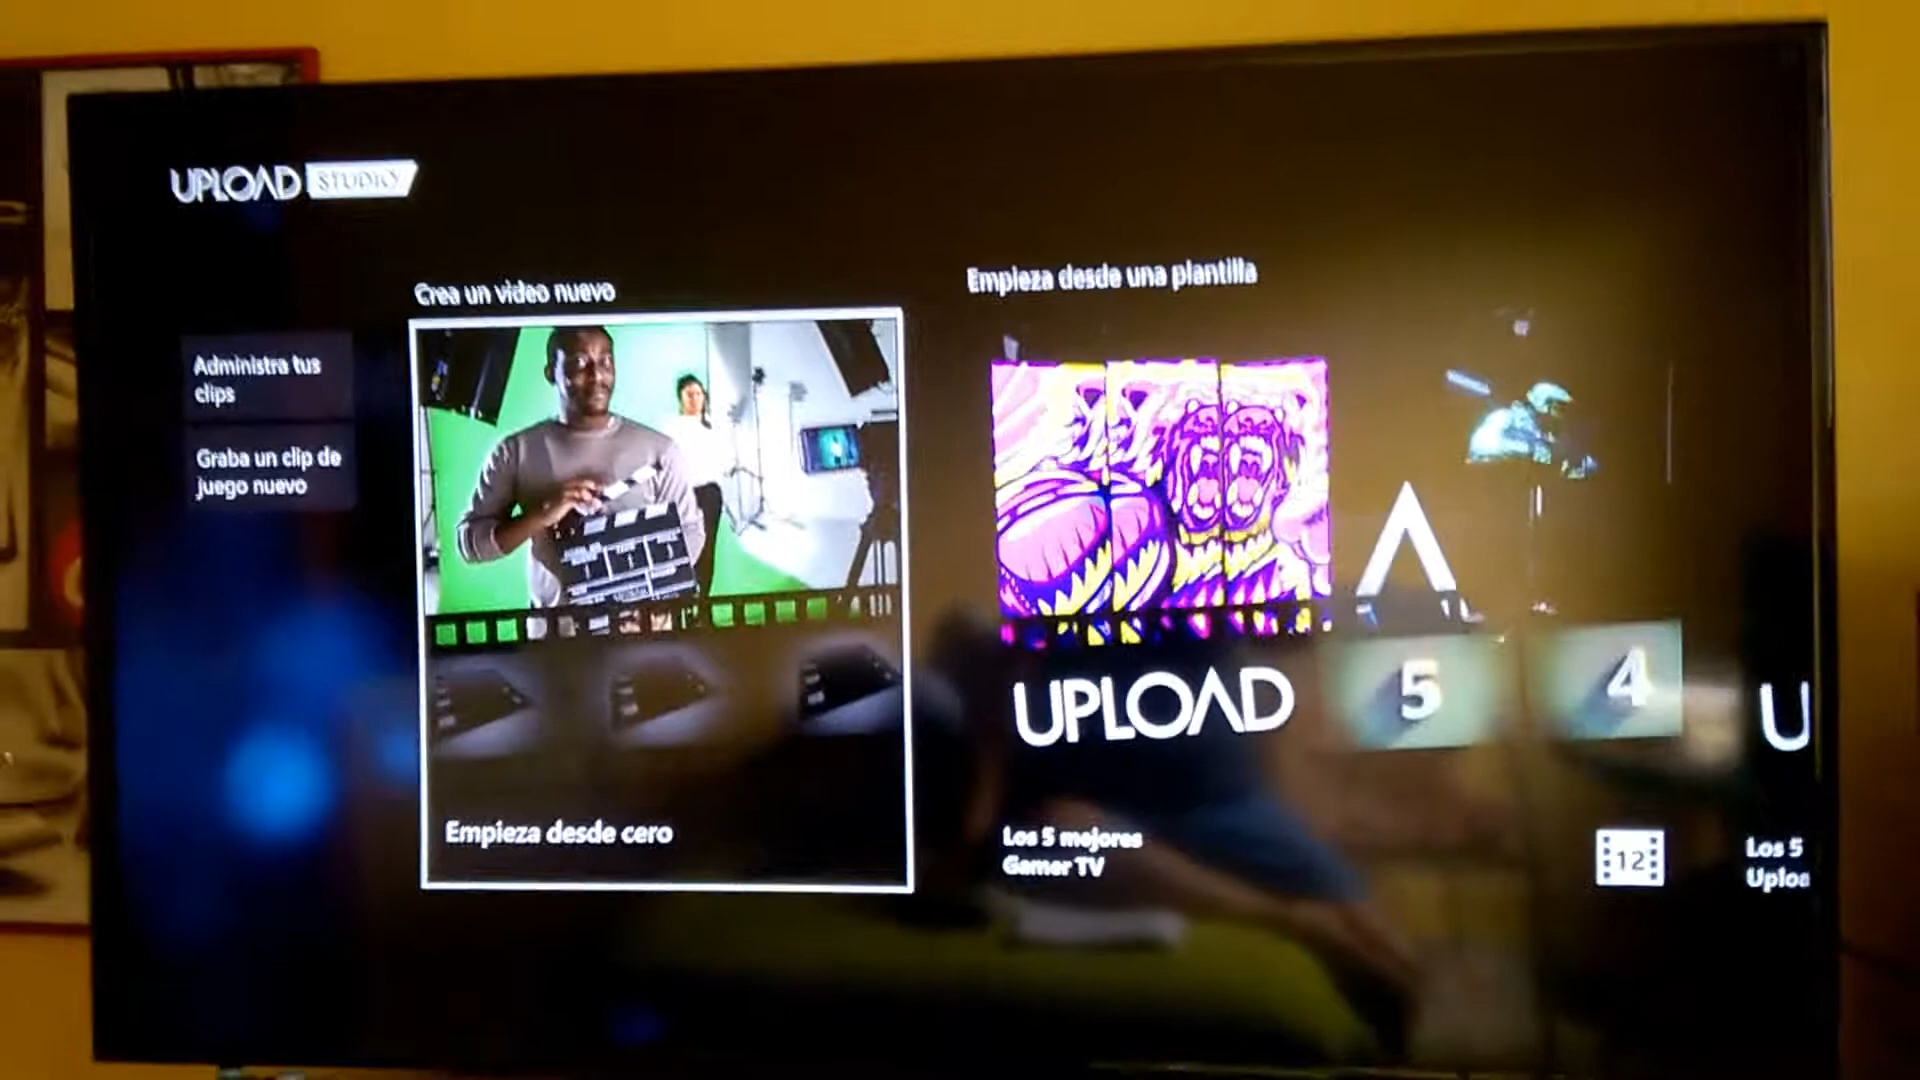 UPLOAD STUDIO
Crea un video nuevo
Empieza desde una plantilla
Administra tus
clips
Graba un clip de
juego nuevo
UPLOAD
5
4
U
Empieza desde cero
Los 5 mejores
Gamer TV
12
Los 5
Uploa